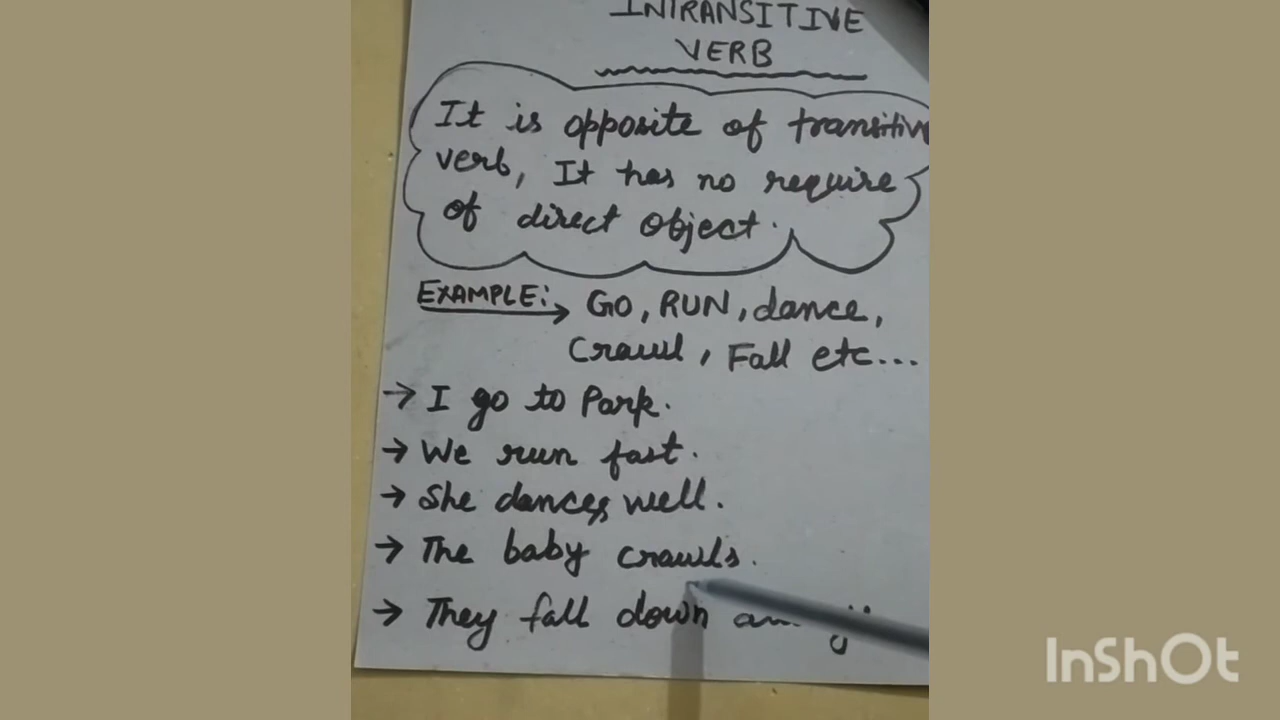 INTRANSITIVE
VERB
It is opposite of transitive
verb, It has no require
of direct object.
EXAMPLE: → GO, RUN, dance,
Crawl, Fall etc...
→ I go to Park.
→ We run fast.
→ She dances well.
→ The baby crawls.
→ They fall down
InShOt